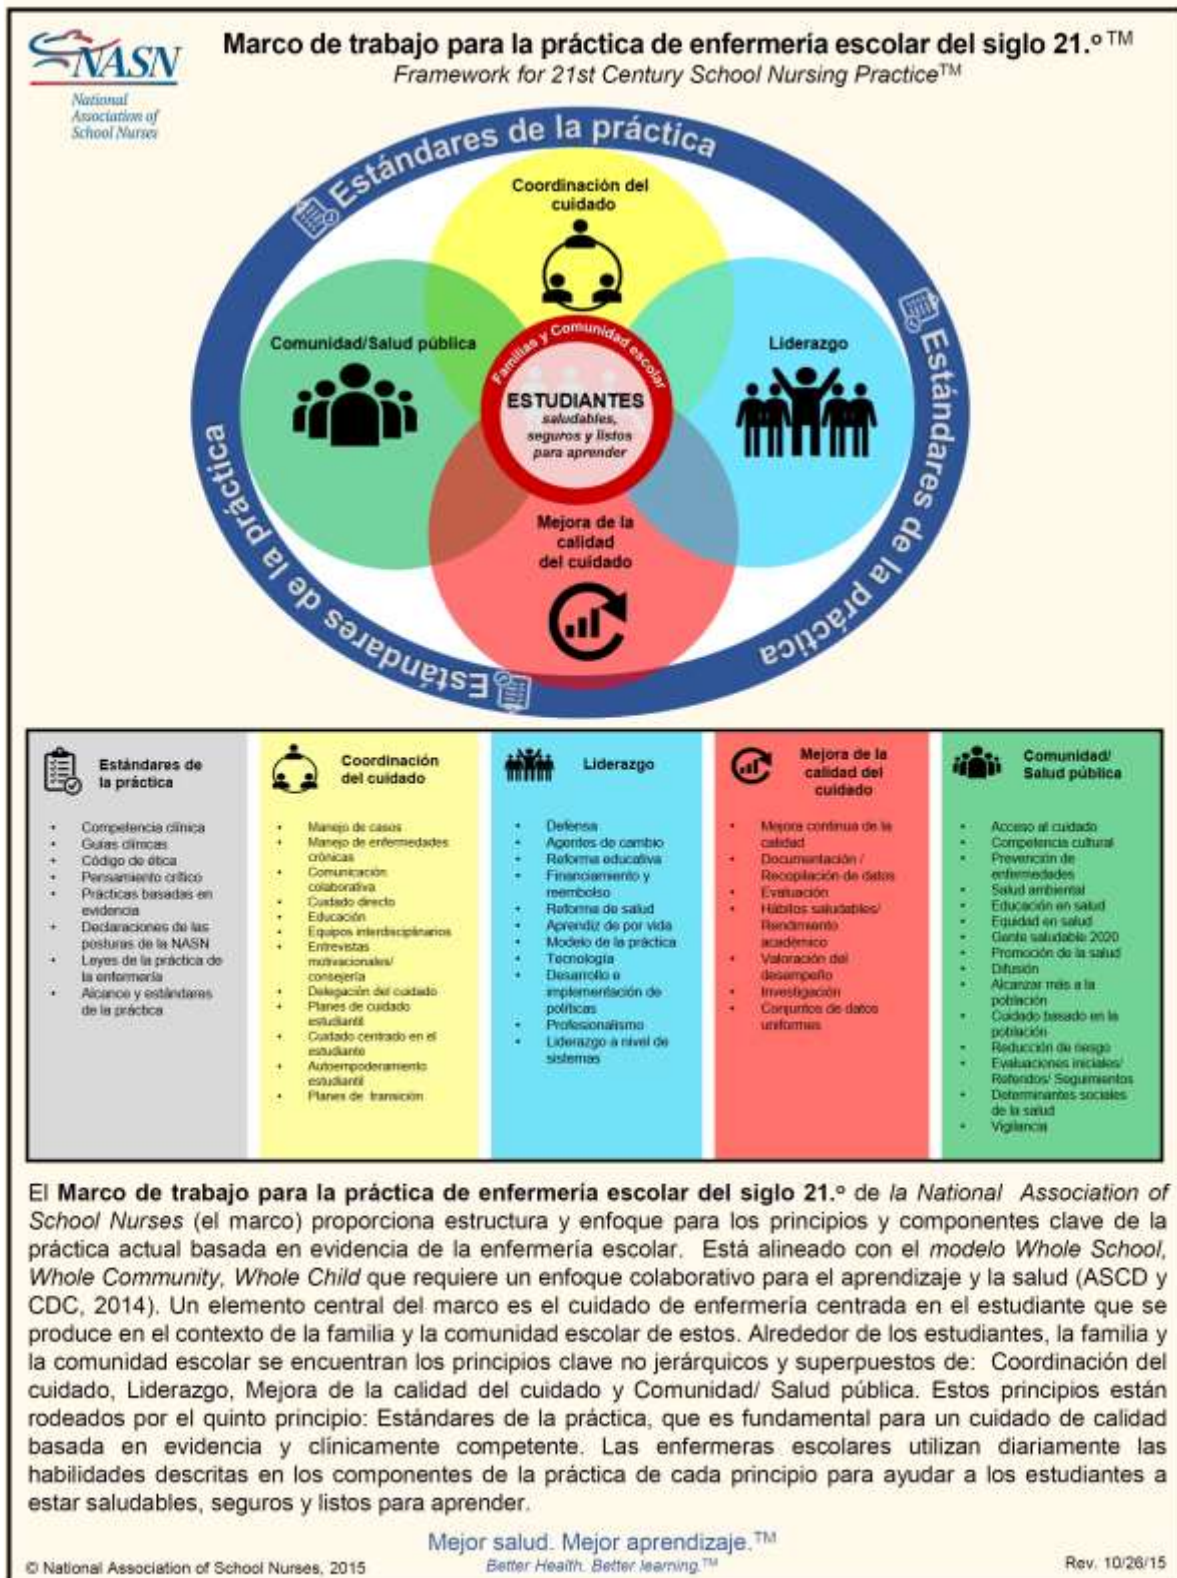 NASN
National
Association of
School Nurses
Marco de trabajo para la práctica de enfermería escolar del siglo 21.º™
Framework for 21st Century School Nursing Practice™
Estándares de la práctica
Estándares de la práctica
Estándares de la práctica
Coordinación del
cuidado
Comunidad/Salud pública
Liderazgo
Familias y Comunidad escolar
ESTUDIANTES
saludables,
seguros y listos
para aprender
Mejora de la
calidad
del cuidado
Estándares de
la práctica
• Competencia clínica
• Guías clínicas
• Código de ética
• Pensamiento crítico
• Prácticas basadas en
evidencia
• Declaraciones de las
posturas de la NASN
• Leyes de la práctica de
la enfermería
• Alcance y estándares
de la práctica
Coordinación
del cuidado
• Manejo de casos
• Manejo de enfermedades
crónicas
• Comunicación
colaborativa
• Cuidado directo
• Educación
• Equipos interdisciplinarios
• Entrevistas
motivacionales/
consejería
• Delegación del cuidado
• Planes de cuidado
estudiantil
• Cuidado centrado en el
estudiante
• Autoempoderamiento
estudiantil
• Planes de transición
Liderazgo
• Defensa
• Agentes de cambio
• Reforma educativa
• Financiamiento y
reembolso
• Reforma de salud
• Aprendiz de por vida
• Modelo de la práctica
• Tecnología
• Desarrollo e
implementación de
políticas
• Profesionalismo
• Liderazgo a nivel de
sistemas
Mejora de la
calidad del
cuidado
• Mejora continua de la
calidad
• Documentación /
Recopilación de datos
• Evaluación
• Hábitos saludables/
Rendimiento
académico
• Valoración del
desempeño
• Investigación
• Conjuntos de datos
uniformes
Comunidad/
Salud pública
• Acceso al cuidado
• Competencia cultural
• Prevención de
enfermedades
• Salud ambiental
• Educación en salud
• Equidad en salud
• Gente saludable 2020
• Promoción de la salud
• Difusión
• Alcanzar más a la
población
• Cuidado basado en la
población
• Reducción de riesgo
• Evaluaciones iniciales/
Referidos/ Seguimientos
• Determinantes sociales
de la salud
• Vigilancia
El Marco de trabajo para la práctica de enfermería escolar del siglo 21.º de la National Association of
School Nurses (el marco) proporciona estructura y enfoque para los principios y componentes clave de la
práctica actual basada en evidencia de la enfermería escolar. Está alineado con el modelo Whole School,
Whole Community, Whole Child que requiere un enfoque colaborativo para el aprendizaje y la salud (ASCD y
CDC, 2014). Un elemento central del marco es el cuidado de enfermería centrada en el estudiante que se
produce en el contexto de la familia y la comunidad escolar de estos. Alrededor de los estudiantes, la familia y
la comunidad escolar se encuentran los principios clave no jerárquicos y superpuestos de: Coordinación del
cuidado, Liderazgo, Mejora de la calidad del cuidado y Comunidad/ Salud pública. Estos principios están
rodeados por el quinto principio: Estándares de la práctica, que es fundamental para un cuidado de calidad
basada en evidencia y clínicamente competente. Las enfermeras escolares utilizan diariamente las
habilidades descritas en los componentes de la práctica de cada principio para ayudar a los estudiantes a
estar saludables, seguros y listos para aprender.
Mejor salud. Mejor aprendizaje.™
Better Health. Better learning.™
© National Association of School Nurses, 2015
Rev. 10/26/15